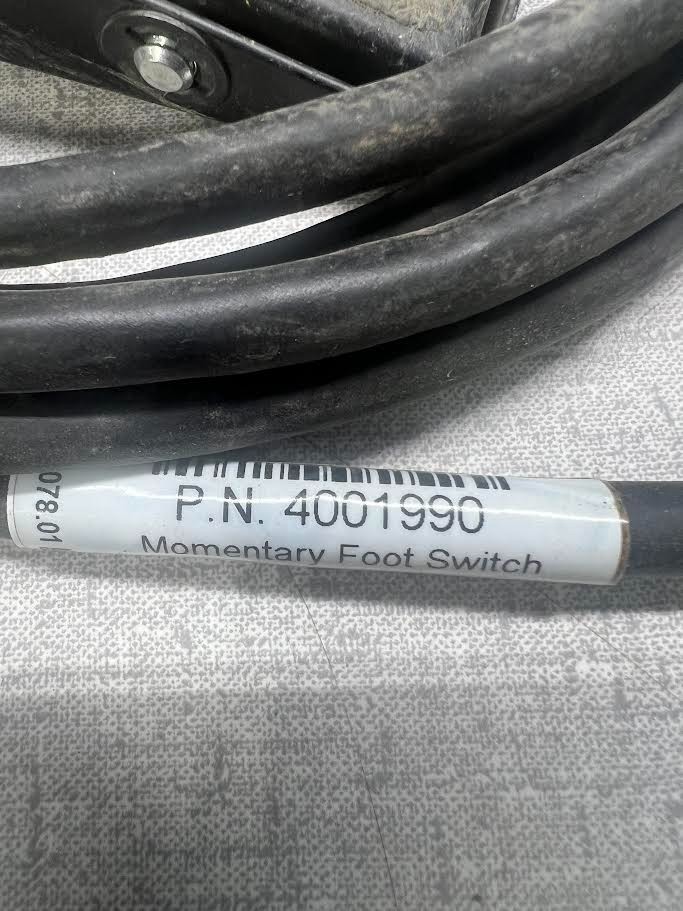 P.N. 4001990
Momentary Foot Switch
078.01